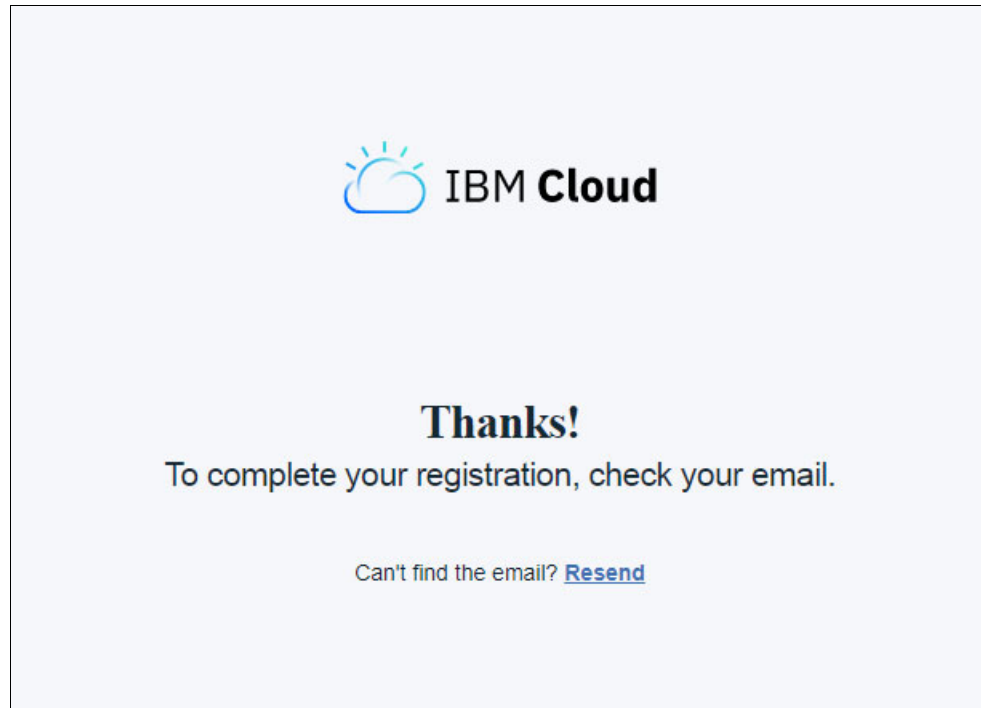 IBM Cloud
Thanks!
To complete your registration, check your email.
Can't find the email? Resend